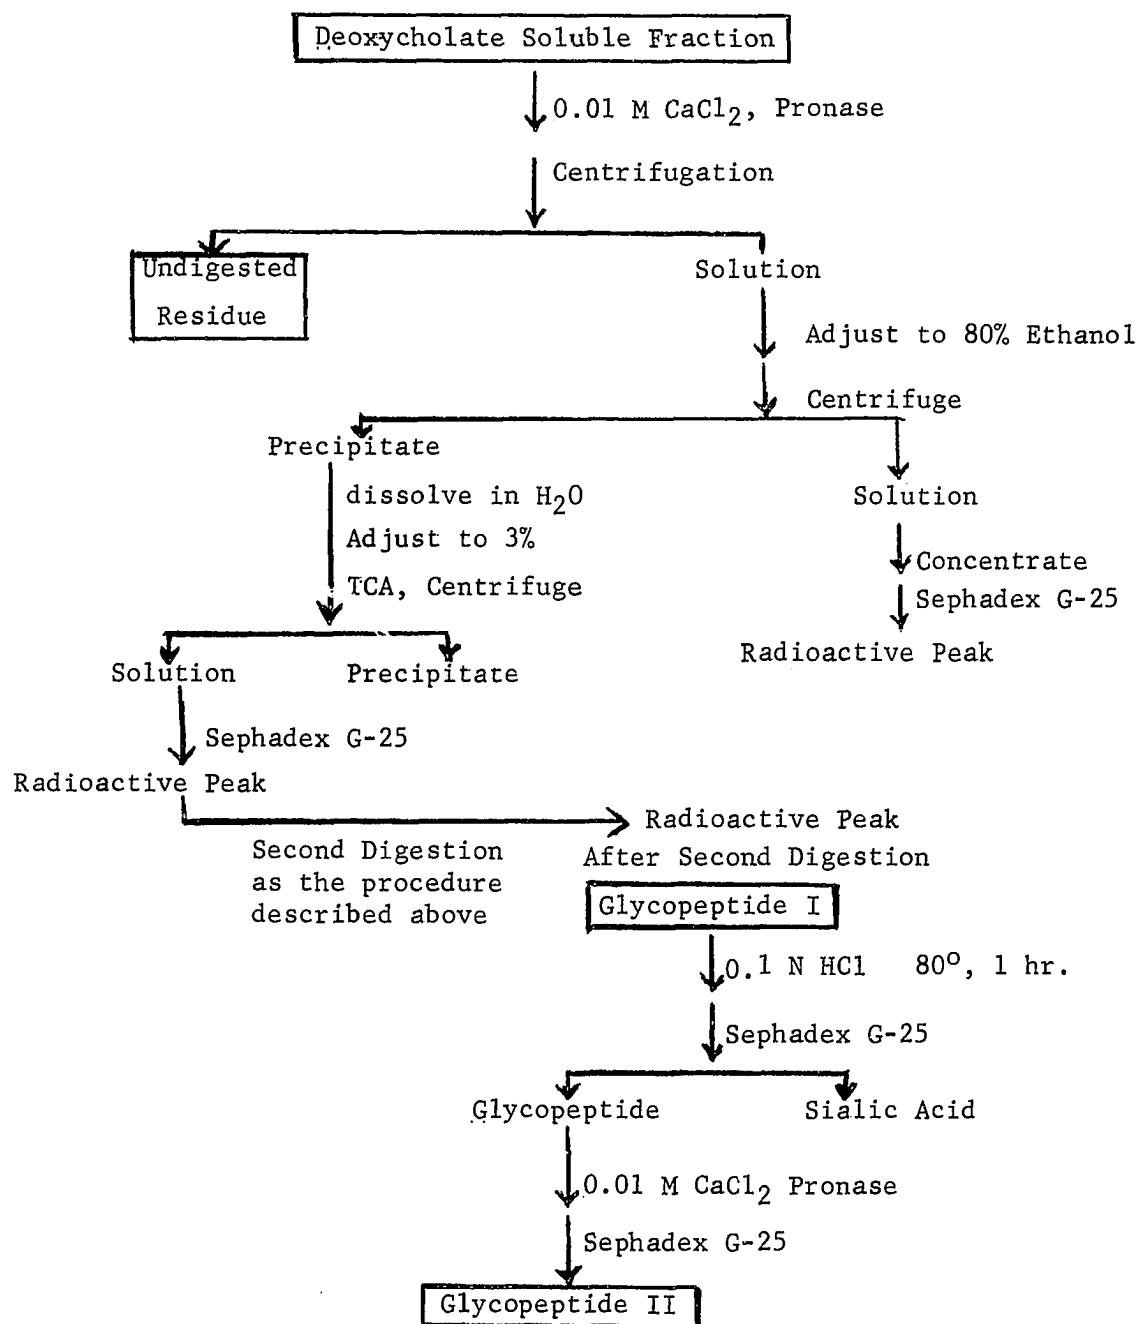 Deoxycholate Soluble Fraction
0.01 M CaCl2, Pronase
Centrifugation
Undigested
Residue
Solution
Adjust to 80% Ethanol
Centrifuge
Precipitate
dissolve in H2O
Adjust to 3%
TCA, Centrifuge
Solution
Concentrate
Sephadex G-25
Radioactive Peak
Solution
Precipitate
Sephadex G-25
Radioactive Peak
Second Digestion
as the procedure
described above
Radioactive Peak
After Second Digestion
Glycopeptide I
0.1 N HCl 80°, 1 hr.
Sephadex G-25
Glycopeptide
Sialic Acid
0.01 M CaCl2 Pronase
Sephadex G-25
Glycopeptide II